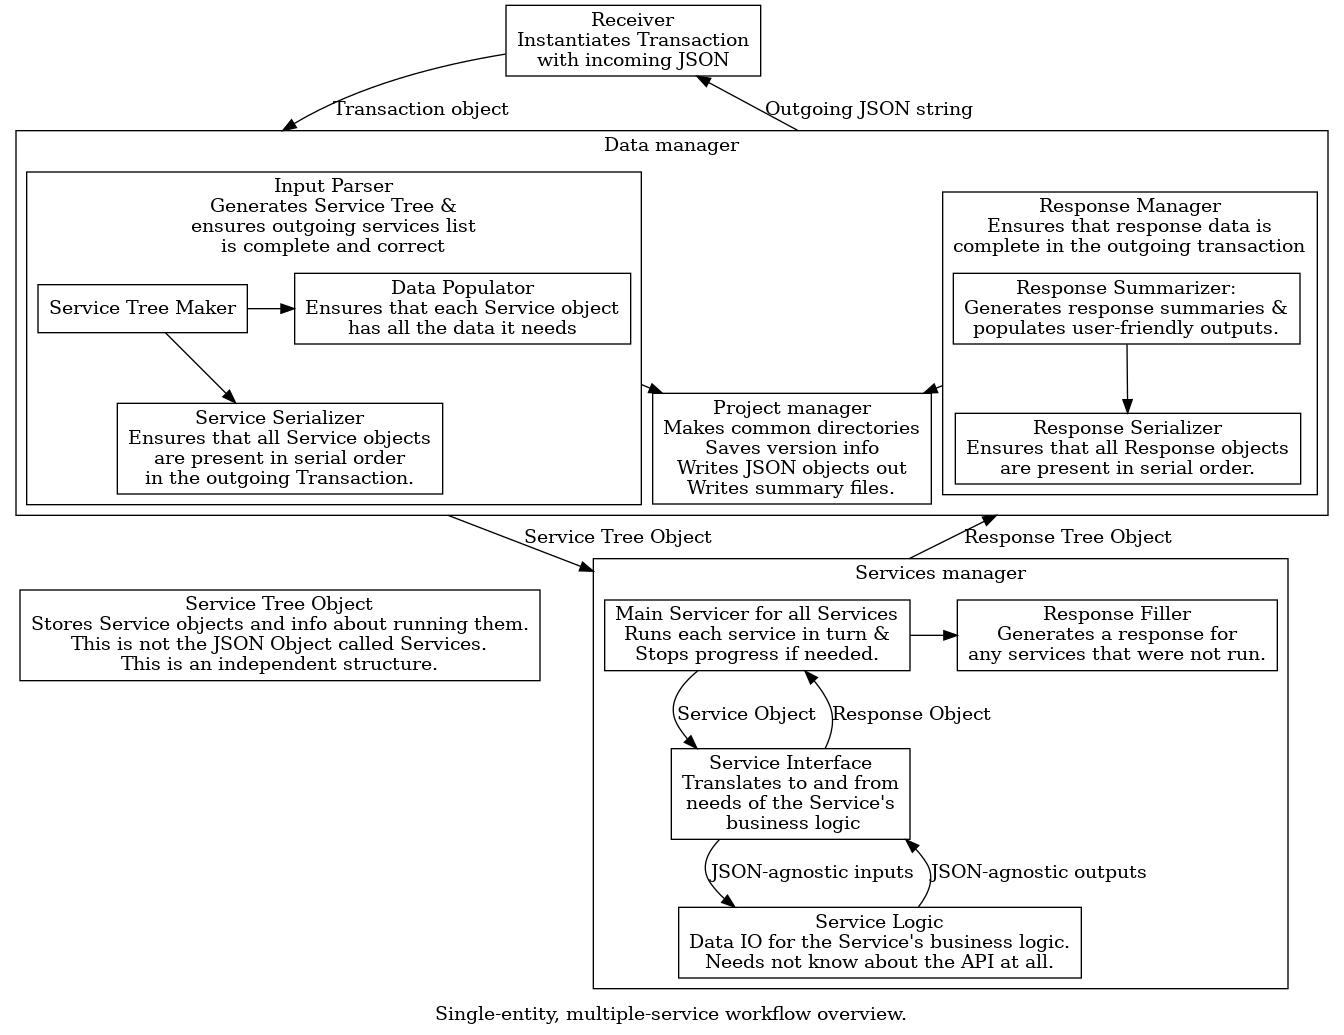 Receiver
Instantiates Transaction
with incoming JSON
Transaction object
Outgoing JSON string
Data manager
Input Parser
Generates Service Tree &
ensures outgoing services list
is complete and correct
Service Tree Maker
Data Populator
Ensures that each Service object
has all the data it needs
Service Serializer
Ensures that all Service objects
are present in serial order
in the outgoing Transaction.
Project manager
Makes common directories
Saves version info
Writes JSON objects out
Writes summary files.
Response Manager
Ensures that response data is
complete in the outgoing transaction
Response Summarizer:
Generates response summaries &
populates user-friendly outputs.
Response Serializer
Ensures that all Response objects
are present in serial order.
Service Tree Object
Response Tree Object
Service Tree Object
Stores Service objects and info about running them.
This is not the JSON Object called Services.
This is an independent structure.
Services manager
Main Servicer for all Services
Runs each service in turn &
Stops progress if needed.
Response Filler
Generates a response for
any services that were not run.
Service Object
Response Object
Service Interface
Translates to and from
needs of the Service's
business logic
JSON-agnostic inputs
JSON-agnostic outputs
Service Logic
Data IO for the Service's business logic.
Needs not know about the API at all.
Single-entity, multiple-service workflow overview.